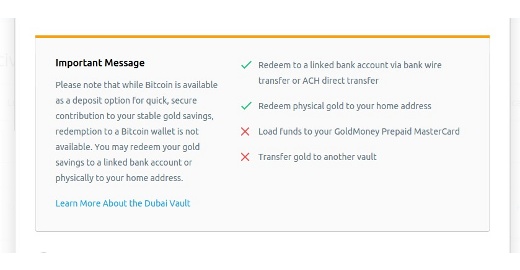 Important Message
Please note that while Bitcoin is available
as a deposit option for quick, secure
contribution to your stable gold savings,
redemption to a Bitcoin wallet is not
available. You may redeem your gold
savings to a linked bank account or
physically to your home address.
Learn More About the Dubai Vault
Redeem to a linked bank account via bank wire
transfer or ACH direct transfer
Redeem physical gold to your home address
Load funds to your GoldMoney Prepaid MasterCard
Transfer gold to another vault